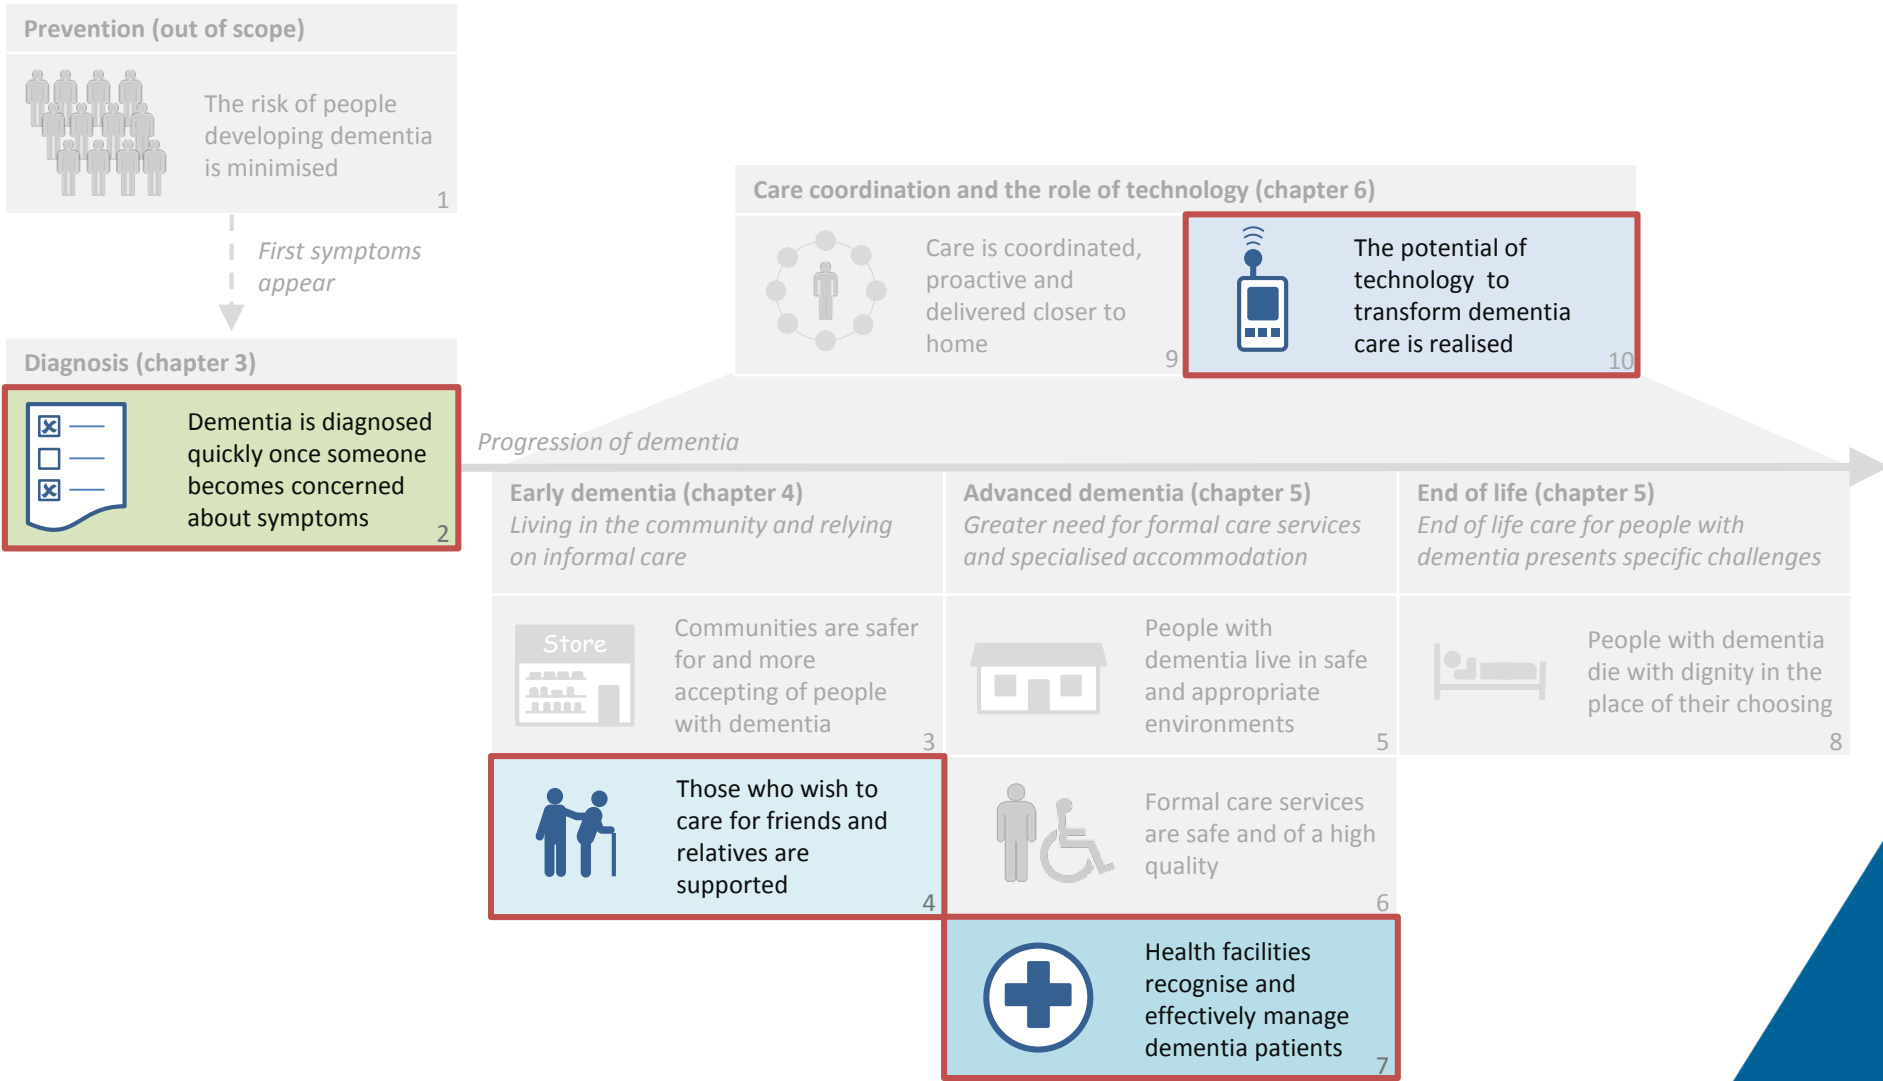 Prevention (out of scope)
The risk of people
developing dementia
is minimised
1
First symptoms
appear
Diagnosis (chapter 3)
Dementia is diagnosed
quickly once someone
becomes concerned
about symptoms
2
Care coordination and the role of technology (chapter 6)
Care is coordinated,
proactive and
delivered closer to
home
9
The potential of
technology to
transform dementia
care is realised
10
Progression of dementia
Early dementia (chapter 4)
Living in the community and relying
on informal care
Store
Communities are safer
for and more
accepting of people
with dementia
3
Those who wish to
care for friends and
relatives are
supported
4
Advanced dementia (chapter 5)
Greater need for formal care services
and specialised accommodation
People with
dementia live in safe
and appropriate
environments
5
Formal care services
are safe and of a high
quality
6
Health facilities
recognise and
effectively manage
dementia patients
7
End of life (chapter 5)
End of life care for people with
dementia presents specific challenges
People with dementia
die with dignity in the
place of their choosing
8